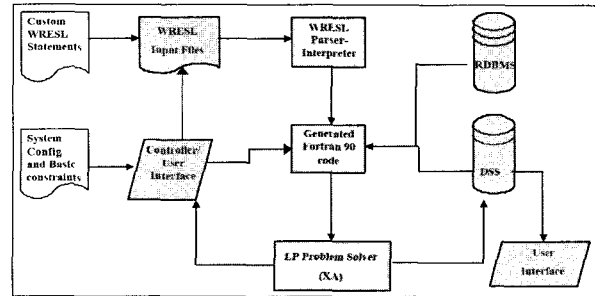 Custom
WRESL
Statements
WRESL
Input Files
WRESL
Parser-
Interpreter
RDBMS
System
Config
and Basic
constraints
Controller/
User
Interface
Generated
Fortran 90
code
DSS
LP Problem Solver
(XA)
User
Interface